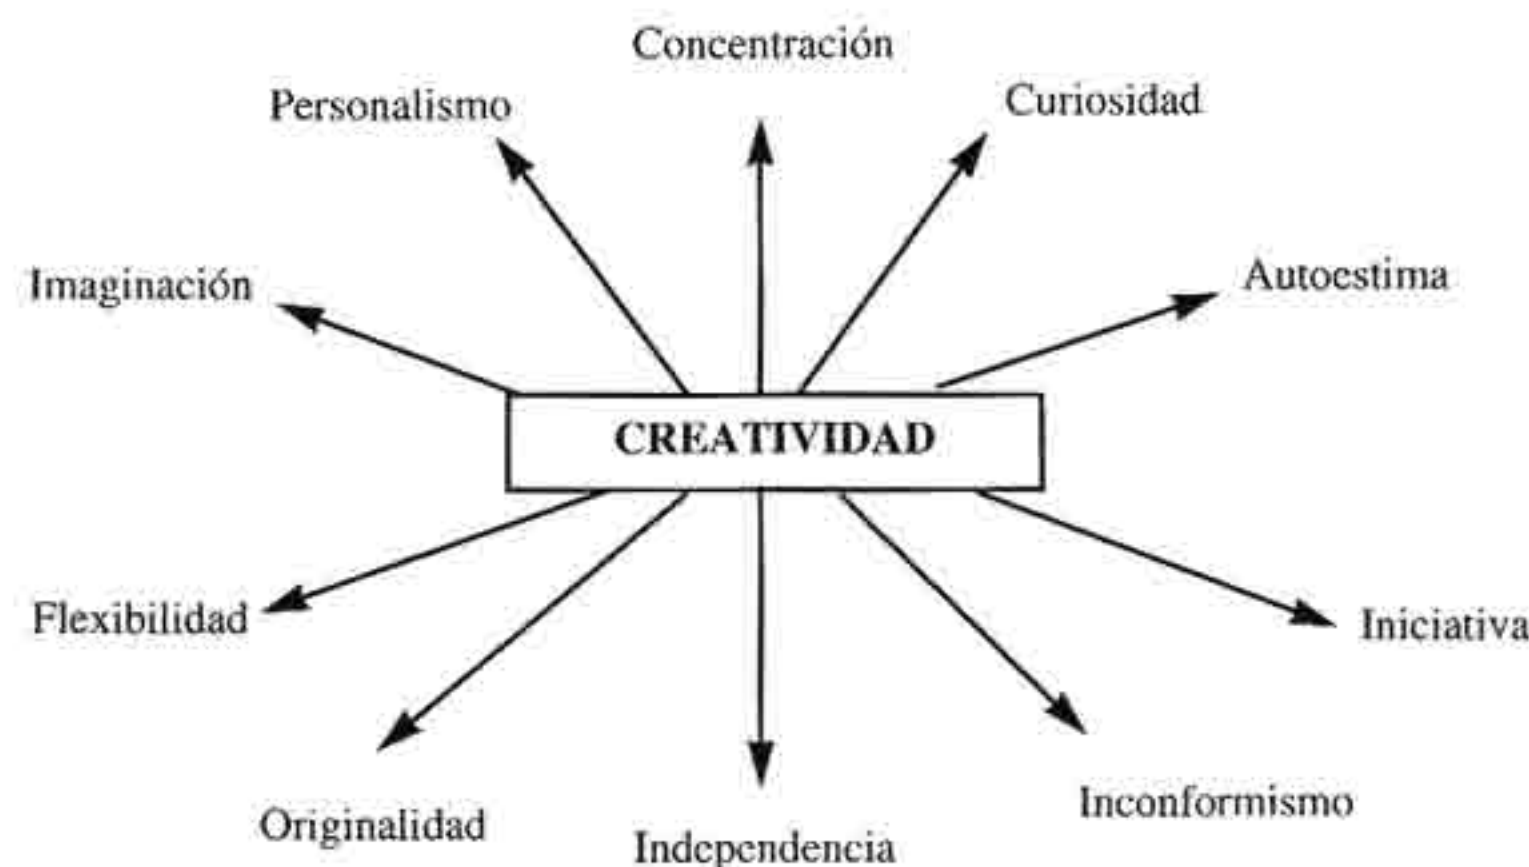 Concentración
Personalismo
Curiosidad
Imaginación
Autoestima
CREATIVIDAD
Flexibilidad
Iniciativa
Originalidad
Inconformismo
Independencia